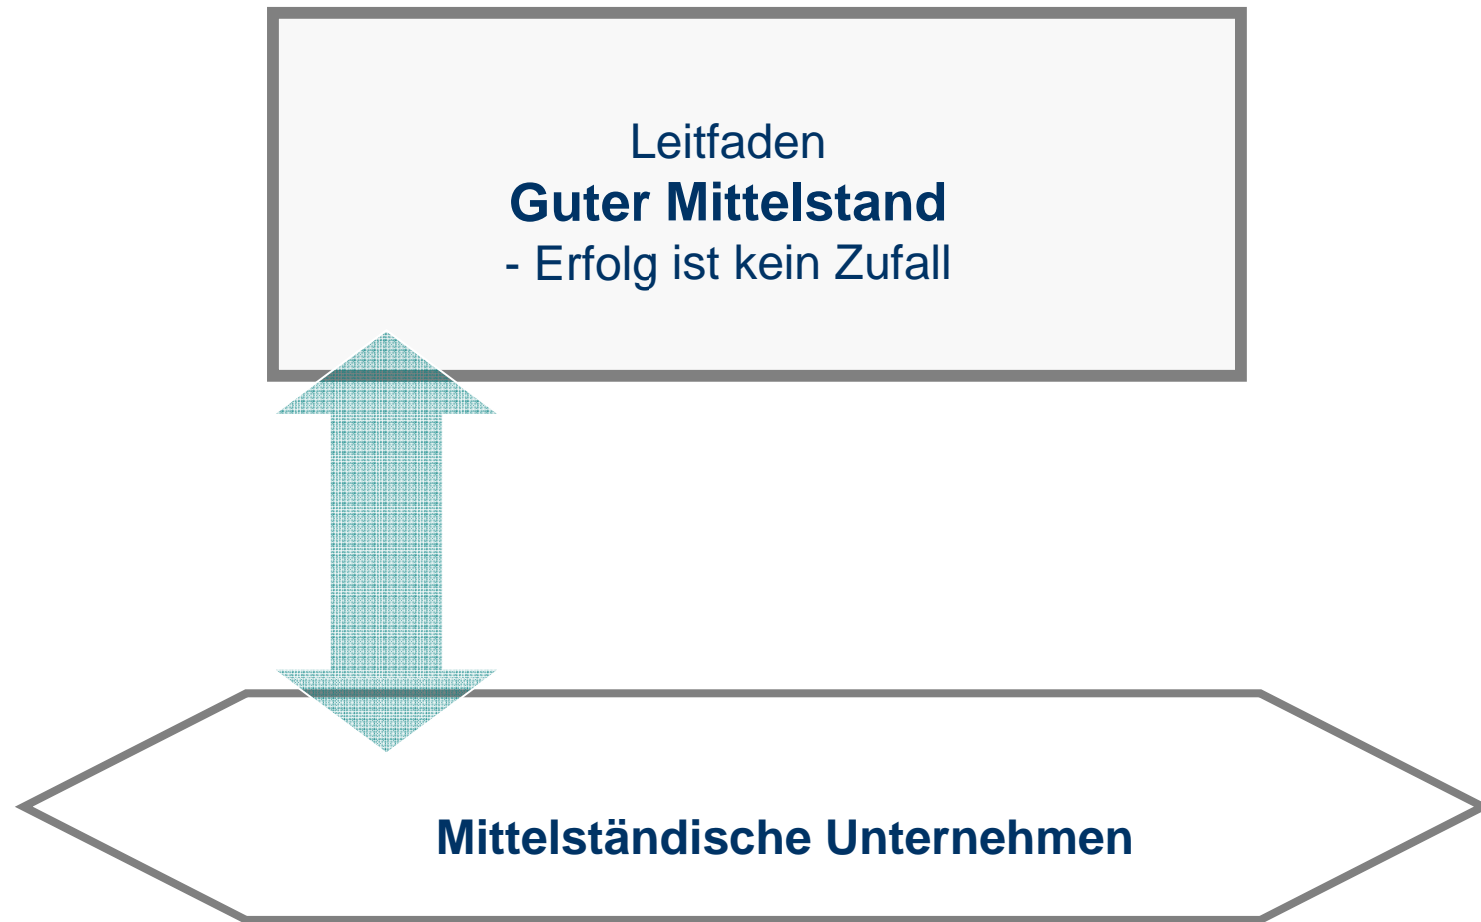 Leitfaden
Guter Mittelstand
- Erfolg ist kein Zufall
Mittelständische Unternehmen